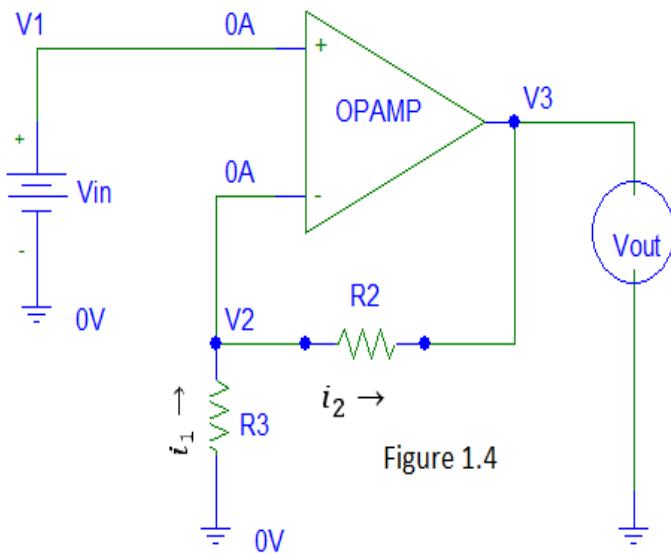 V1
0A
+
OPAMP
V3
+
Vin
-
0A
-
Vout
0V
V2
R2
i₁ →
R3
i₂ →
Figure 1.4
0V